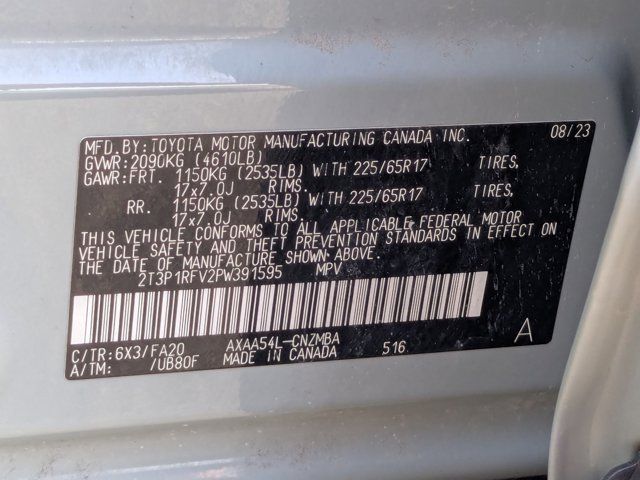 MFD.BY:TOYOTA MOTOR MANUFACTURING CANADA INC. 08/23
GVWR:2090KG (4610LB)
GAWR:FRT. 1150KG (2535LB) WITH 225/65R17 TIRES,
17x7.0J RIMS.
RR. 1150KG (2535LB) WITH 225/65R17 TIRES,
17x7.0J RIMS.
THIS VEHICLE CONFORMS TO ALL APPLICABLE FEDERAL MOTOR
VEHICLE SAFETY AND THEFT PREVENTION STANDARDS IN EFFECT ON
THE DATE OF MANUFACTURE SHOWN ABOVE.
2T3P1RFV2PW391595 MPV
C/TR:6X3/FA20 AXAA54L-CNZMBA 516 A
A/TM: /UB80F MADE IN CANADA